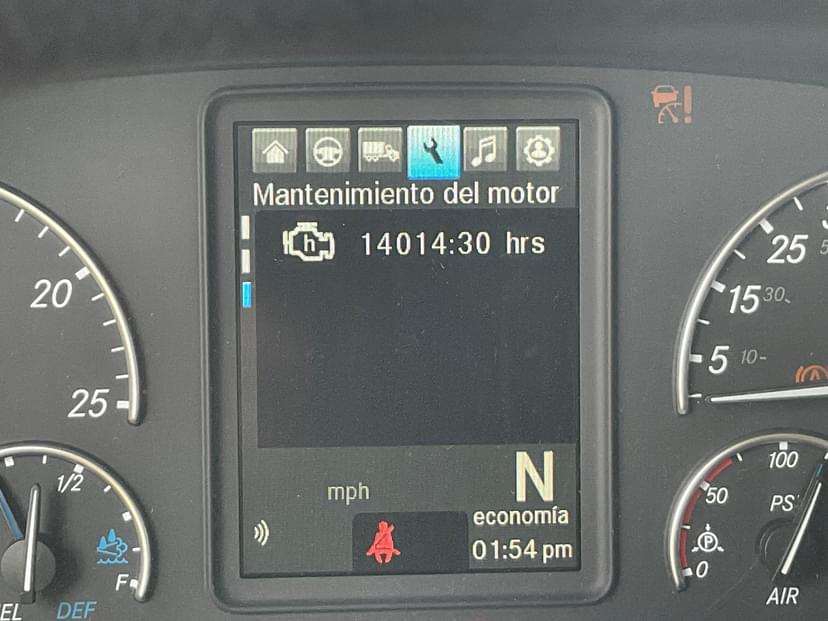 Mantenimiento del motor
h 14014:30 hrs
20
25
25
15 30
5 10
mph
N
economía
01:54 pm
1/2
F
DEF
100
50
0
P
AIR